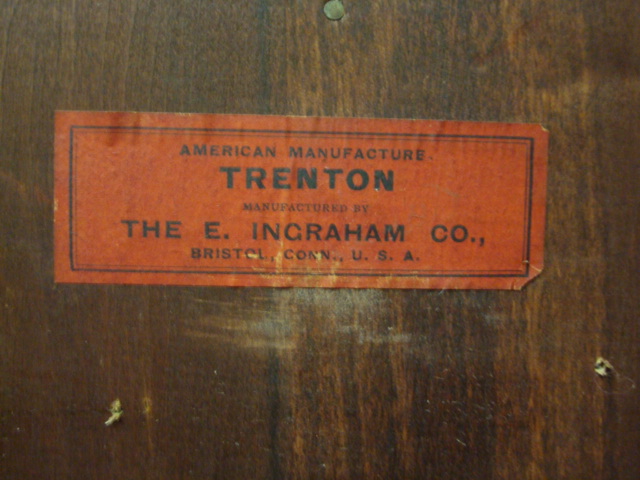 AMERICAN MANUFACTURE.
TRENTON
MANUFACTURED BY
THE E. INGRAHAM CO.,
BRISTOL, CONN., U. S. A.